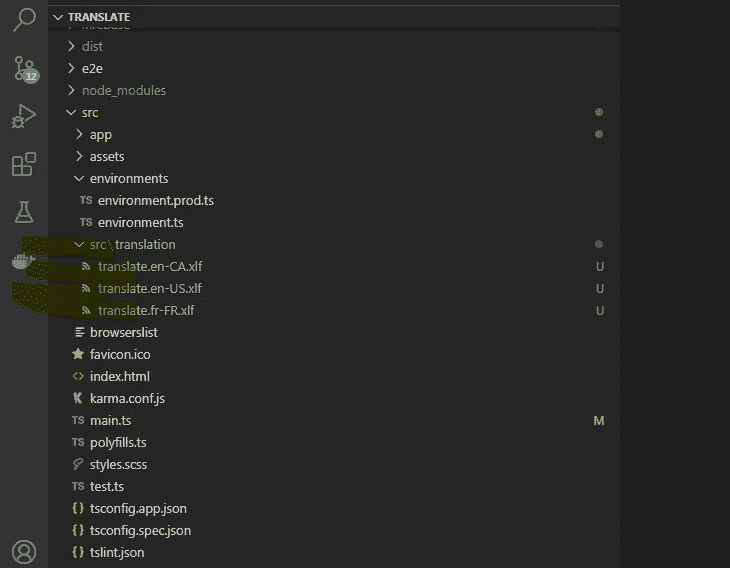 TRANSLATE
dist
e2e
12
node_modules
src
app
assets
environments
TS environment.prod.ts
TS environment.ts
src\translation
translate.en-CA.xlf U
translate.en-US.xlf U
translate.fr-FR.xlf U
browserslist
favicon.ico
<> index.html
karma.conf.js
TS main.ts M
TS polyfills.ts
styles.scss
TS test.ts
{} tsconfig.app.json
{} tsconfig.spec.json
{} tslint.json